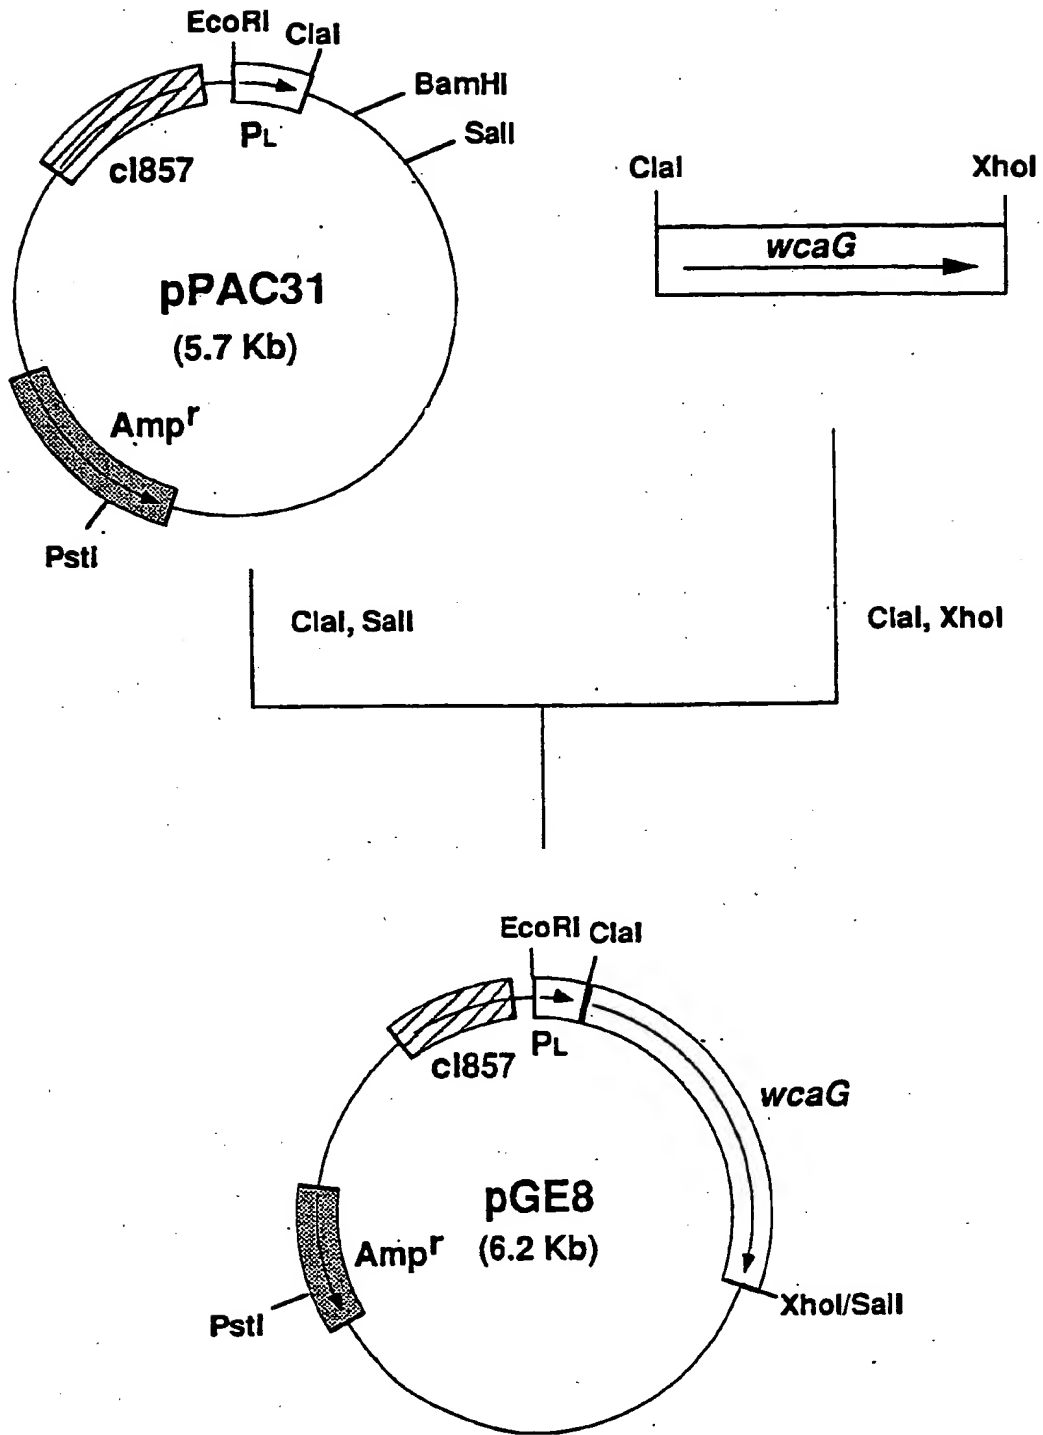 EcoRI
ClaI
BamHI
SalI
PL
cI857
pPAC31
(5.7 Kb)
Ampr
PstI
ClaI
XhoI
wcaG
ClaI, SalI
ClaI, XhoI
EcoRI
ClaI
PL
cI857
wcaG
pGE8
(6.2 Kb)
Ampr
PstI
XhoI/SalI